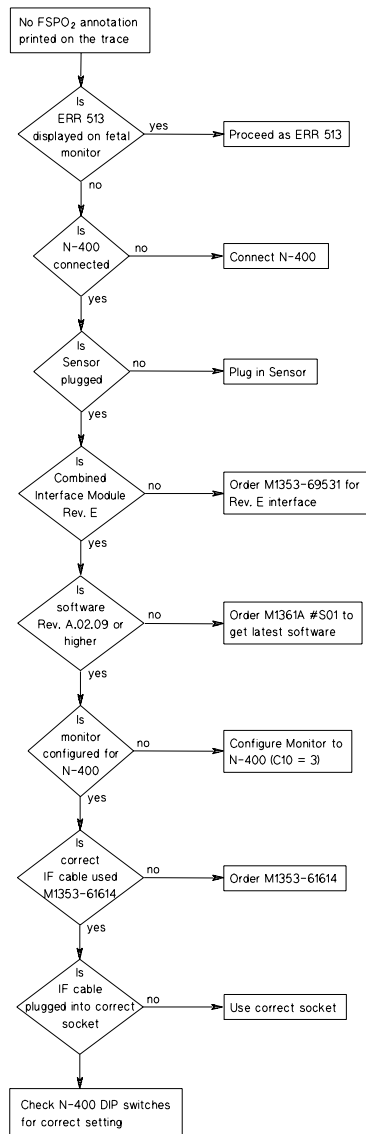 No FSPO₂ annotation
printed on the trace
Is
ERR 513
displayed on fetal
monitor
yes
Proceed as ERR 513
no
Is
N-400
connected
no
Connect N-400
yes
Is
Sensor
plugged
no
Plug in Sensor
yes
Is
Combined
Interface Module
Rev. E
no
Order M1353-69531 for
Rev. E interface
yes
Is
software
Rev. A.02.09 or
higher
no
Order M1361A #S01 to
get latest software
yes
Is
monitor
configured for
N-400
no
Configure Monitor to
N-400 (C10 = 3)
yes
Is
correct
IF cable used
M1353-61614
no
Order M1353-61614
yes
Is
IF cable
plugged into correct
socket
no
Use correct socket
Check N-400 DIP switches
for correct setting